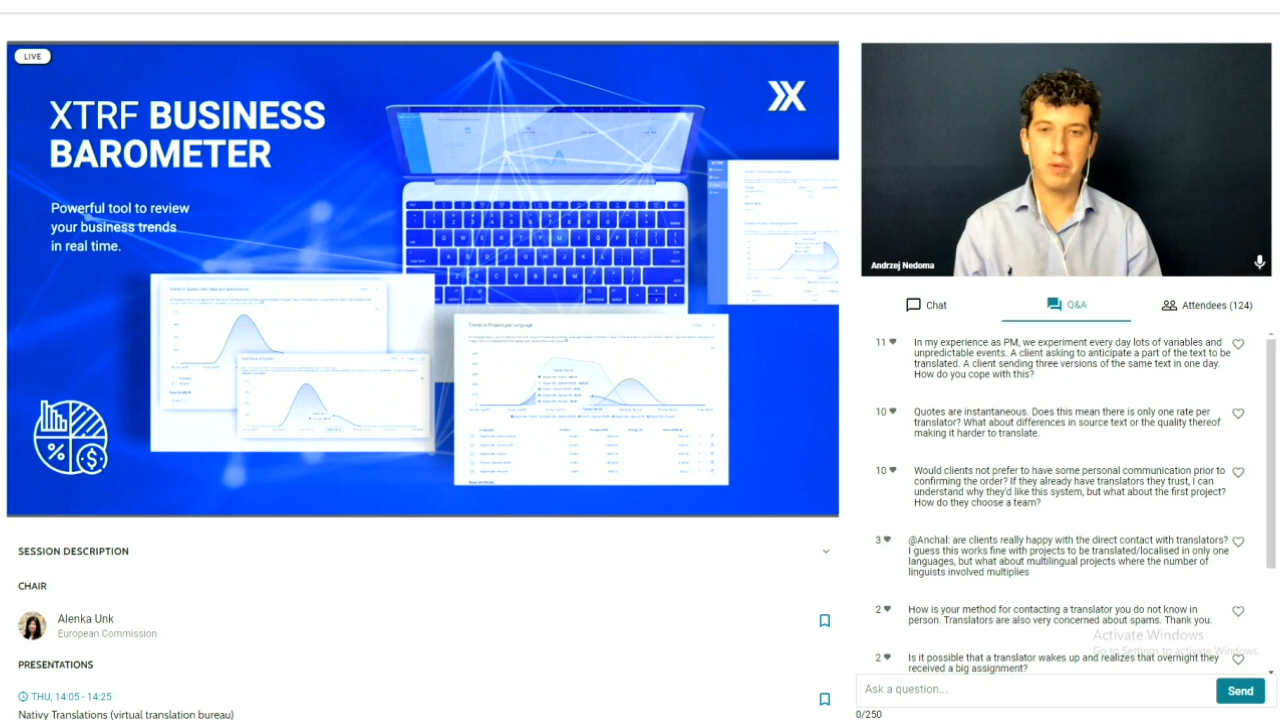 LIVE
XTRF BUSINESS
BAROMETER
Powerful tool to review
your business trends
in real time.
Trends in Projects per Language
Andrzej Nedoma
Chat
Q&A
Attendees (124)
11
In my experience as PM, we experiment every day lots of variables and
unpredictable events. A client asking to anticipate a part of the text to be
translated. A client sending three versions of the same text in one day.
How do you cope with this?
10
Quotes are instantaneous. Does this mean there is only one rate per
translator? What about differences in source text or the quality thereof
making it harder to translate.
10
Would clients not prefer to have some personal communication prior to
confirming the order? If they already have translators they trust, I can
understand why they'd like this system, but what about the first project?
How do they choose a team?
3
@Anchal: are clients really happy with the direct contact with translators?
I guess this works fine with projects to be translated/localised in only one
languages, but what about multilingual projects where the number of
linguists involved multiplies
2
How is your method for contacting a translator you do not know in
person. Translators are also very concerned about spams. Thank you.
2
Is it possible that a translator wakes up and realizes that overnight they
received a big assignment?
Activate Windows
Go to Settings to activate Windows.
Ask a question...
Send
0/250
SESSION DESCRIPTION
CHAIR
Alenka Unk
European Commission
PRESENTATIONS
THU, 14:05 - 14:25
Nativy Translations (virtual translation bureau)